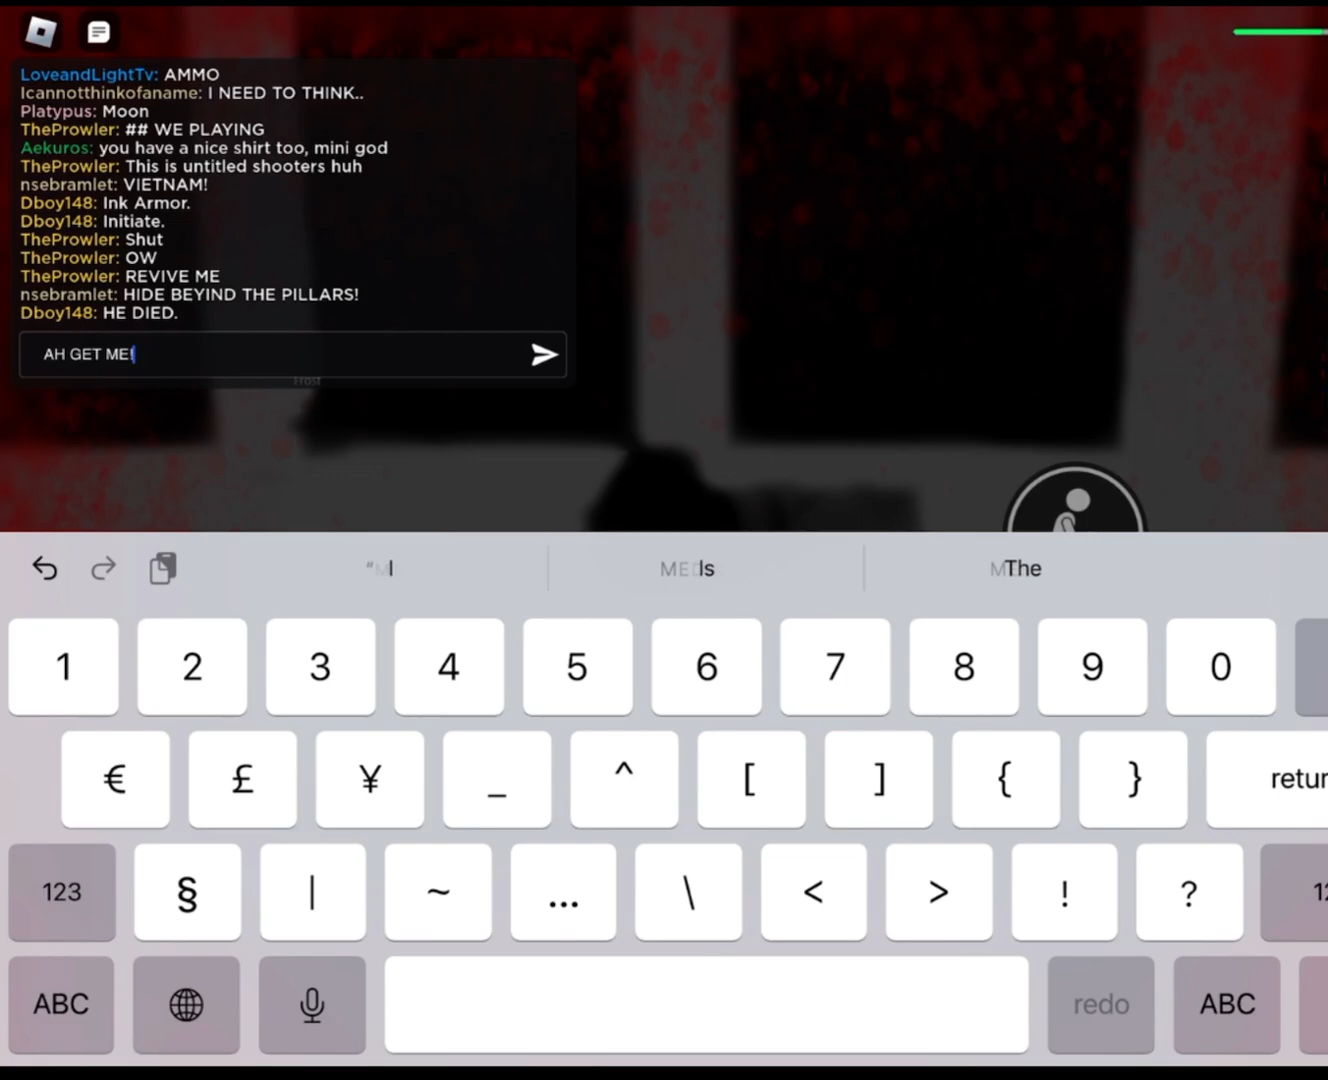 LoveandLightTv: AMMO
Icannotthinkofaname: I NEED TO THINK..
Platypus: Moon
TheProwler: ## WE PLAYING
Aekuros: you have a nice shirt too, mini god
TheProwler: This is untitled shooters huh
nsebramlet: VIETNAM!
Dboy148: Ink Armor.
Dboy148: Initiate.
TheProwler: Shut
TheProwler: OW
TheProwler: REVIVE ME
nsebramlet: HIDE BEYIND THE PILLARS!
Dboy148: HE DIED.
AH GET ME!
Frost
I Is The
1 2 3 4 5 6 7 8 9 0
€ £ ¥ _ ^ [ ] { } retur
123 § | ~ … \ < > ! ? 12
ABC redo ABC